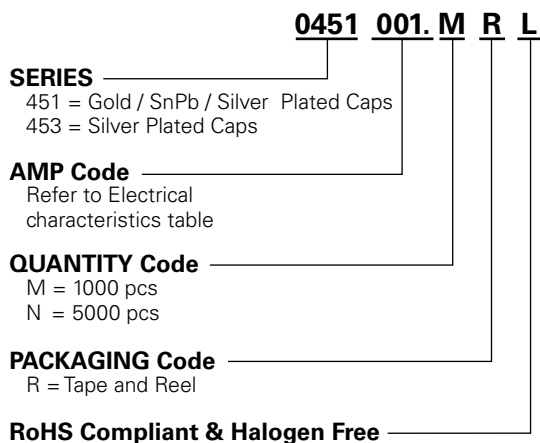 0451 001. M R L
SERIES
451 = Gold / SnPb / Silver Plated Caps
453 = Silver Plated Caps
AMP Code
Refer to Electrical
characteristics table
QUANTITY Code
M = 1000 pcs
N = 5000 pcs
PACKAGING Code
R = Tape and Reel
RoHS Compliant & Halogen Free